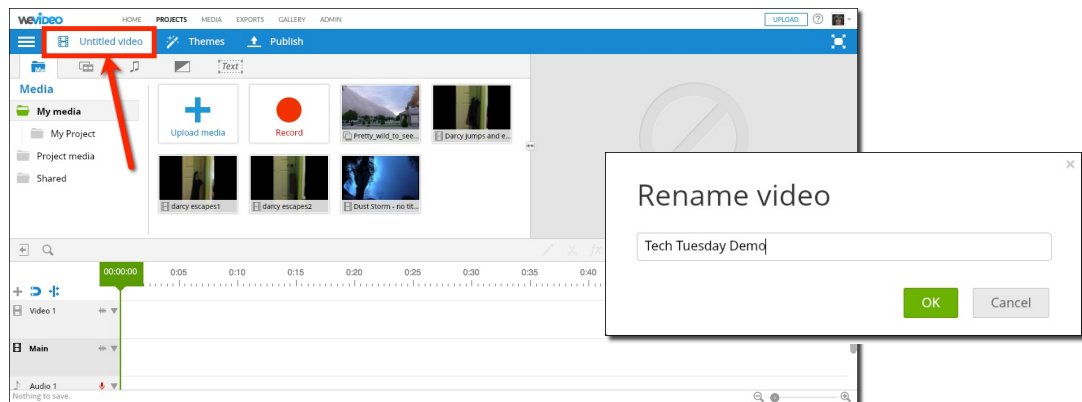 WeVIDEO HOME PROJECTS MEDIA EXPORTS GALLERY ADMIN UPLOAD ?
Untitled video Themes Publish
My Text
Media
My media
My Project
Project media
Shared
Upload media
Record
Pretty_wild_to_see...
Darcy jumps and e...
darcy escapes1
darcy escapes2
Dust Storm - no tit...
Rename video
Tech Tuesday Demo
OK Cancel
fx
00:00:00 0:05 0:10 0:15 0:20 0:25 0:30 0:35 0:40
Video 1
Main
Audio 1
Nothing to save.